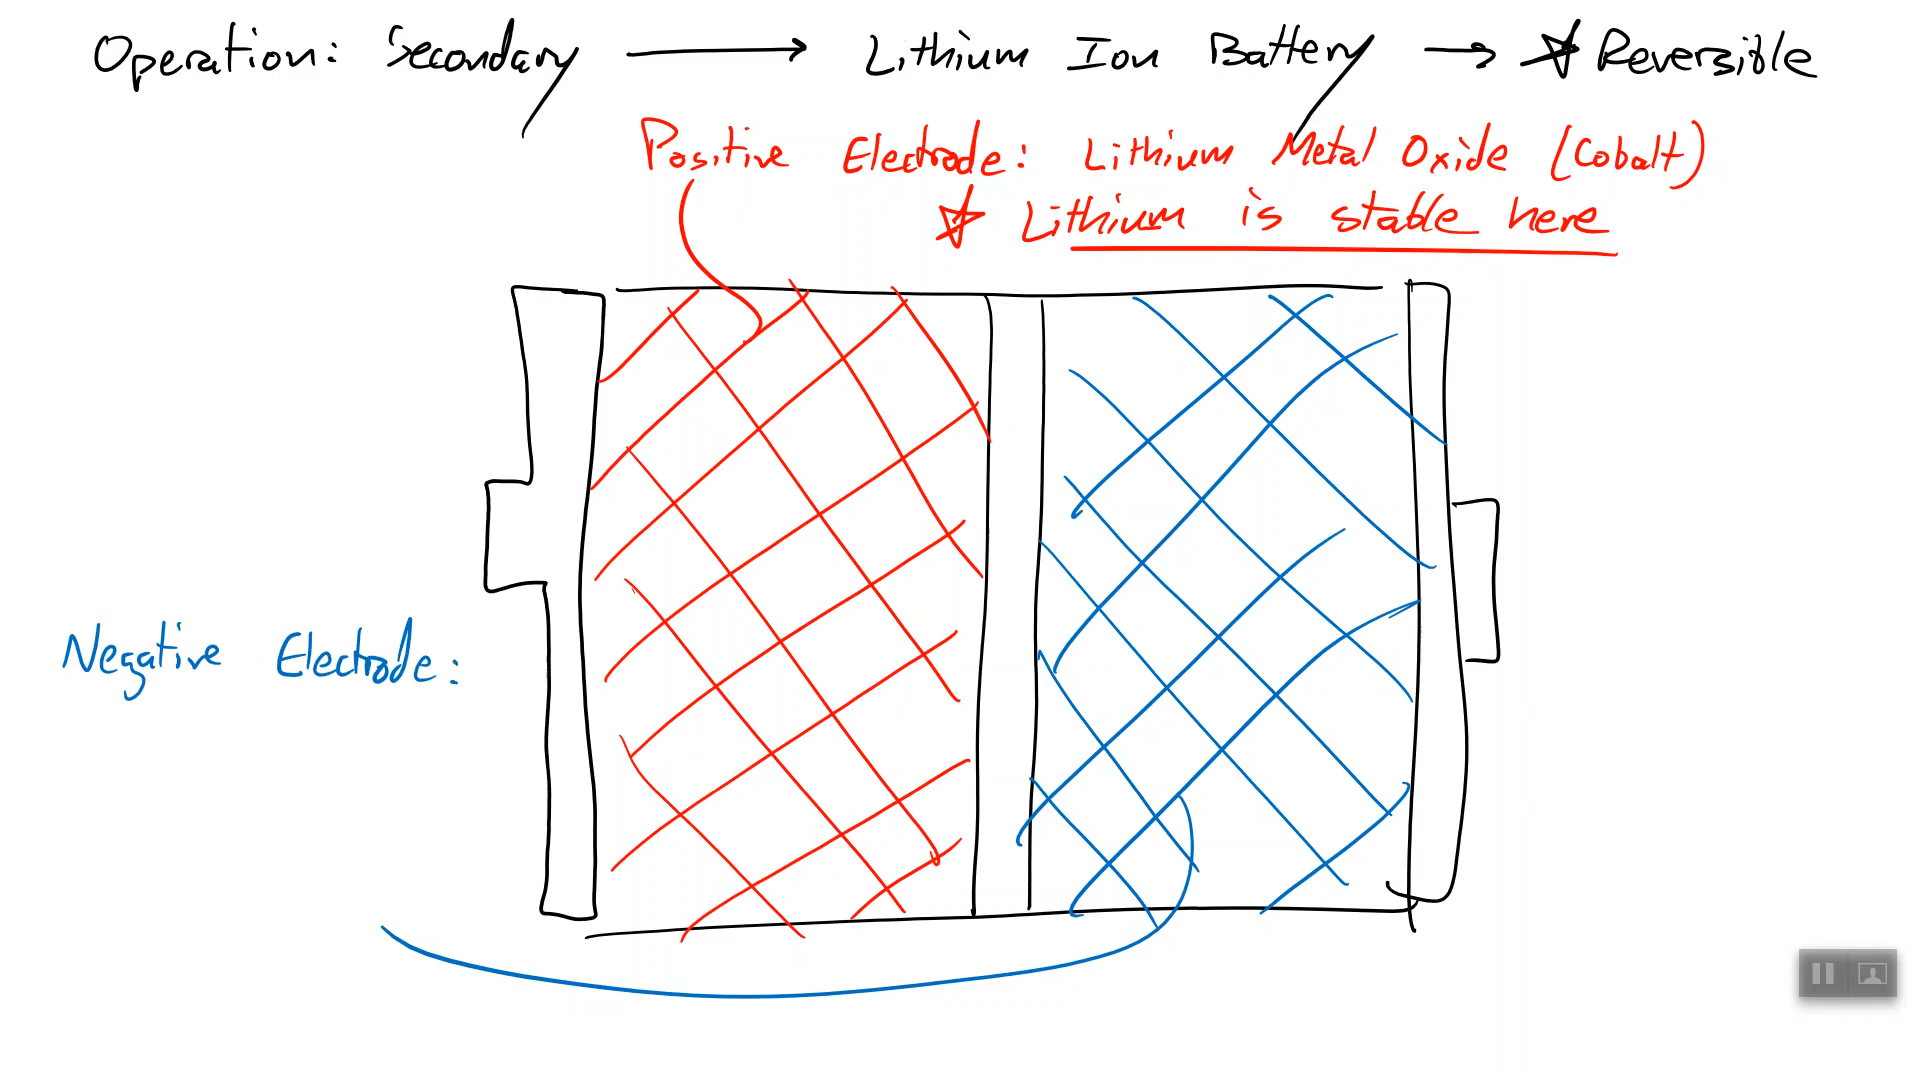 Operation: Secondary → Lithium Ion Battery → ☆ Reversible
Positive Electrode: Lithium Metal Oxide (Cobalt)
☆ Lithium is stable here
Negative Electrode: